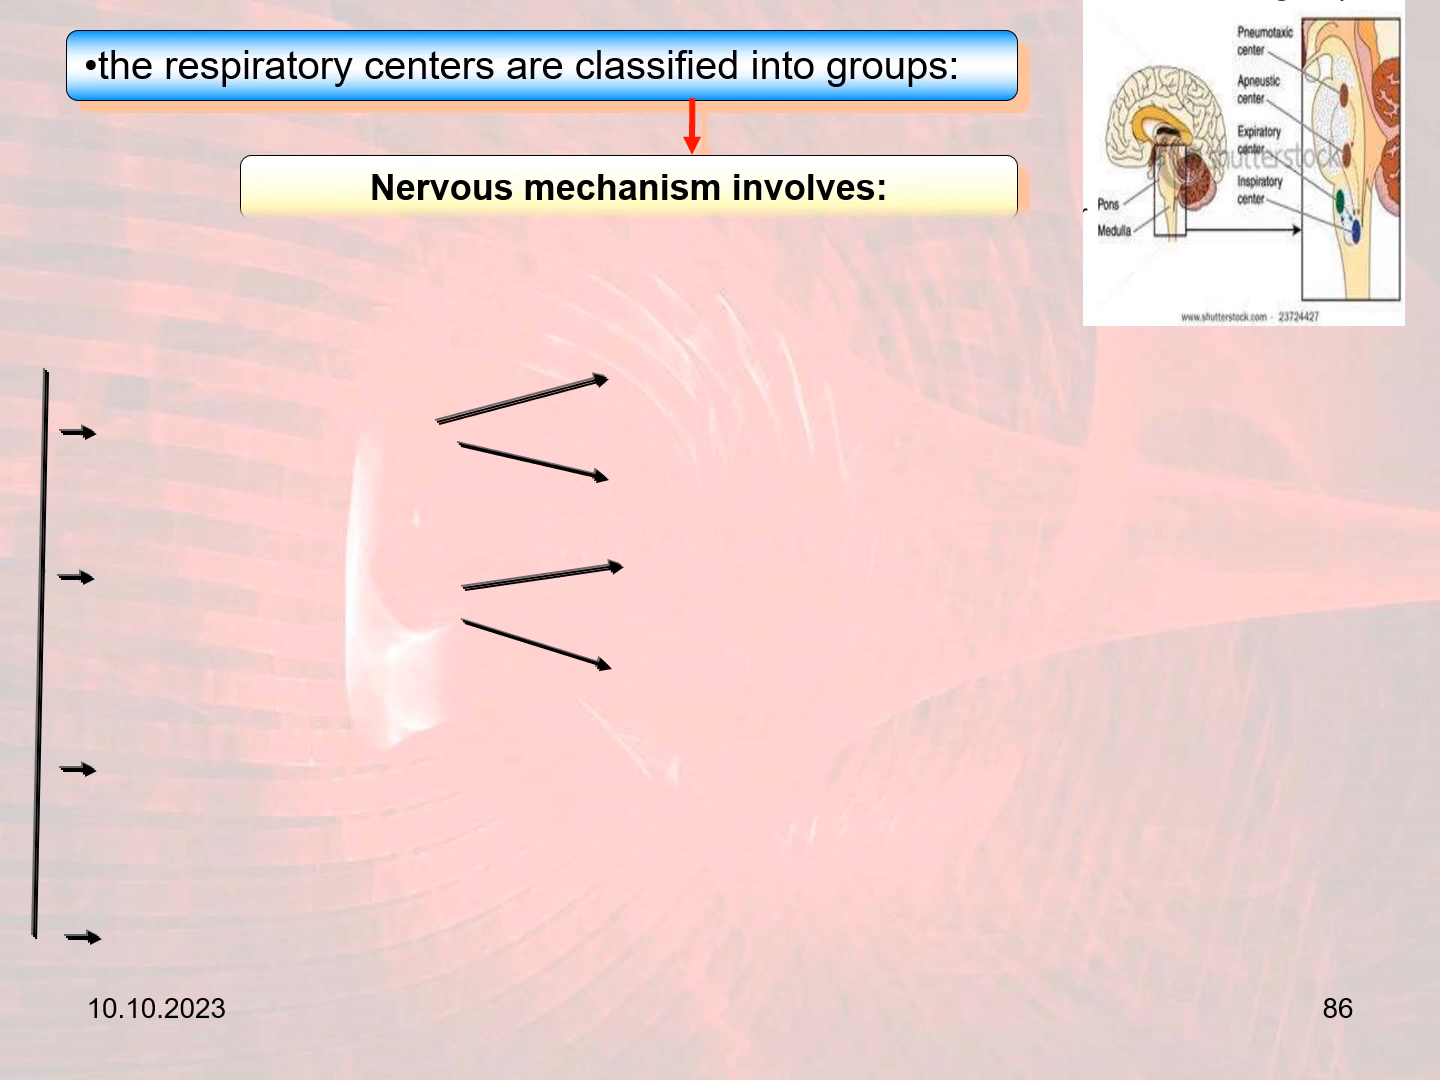 •the respiratory centers are classified into groups:
Nervous mechanism involves:
Pneumotaxic
center
Apneustic
center
Expiratory
center
Inspiratory
center
Pons
Medulla
shutterstock
www.shutterstock.com · 23724427
10.10.2023
86